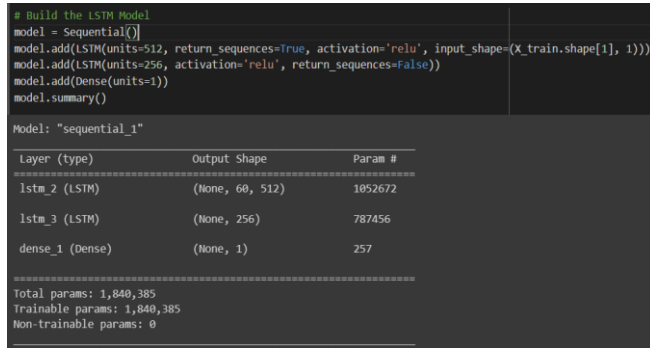 # Build the LSTM Model
model = Sequential()
model.add(LSTM(units=512, return_sequences=True, activation='relu', input_shape=(X_train.shape[1], 1)))
model.add(LSTM(units=256, activation='relu', return_sequences=False))
model.add(Dense(units=1))
model.summary()
Model: "sequential_1"
Layer (type) Output Shape Param #
lstm_2 (LSTM) (None, 60, 512) 1052672
lstm_3 (LSTM) (None, 256) 787456
dense_1 (Dense) (None, 1) 257
Total params: 1,840,385
Trainable params: 1,840,385
Non-trainable params: 0